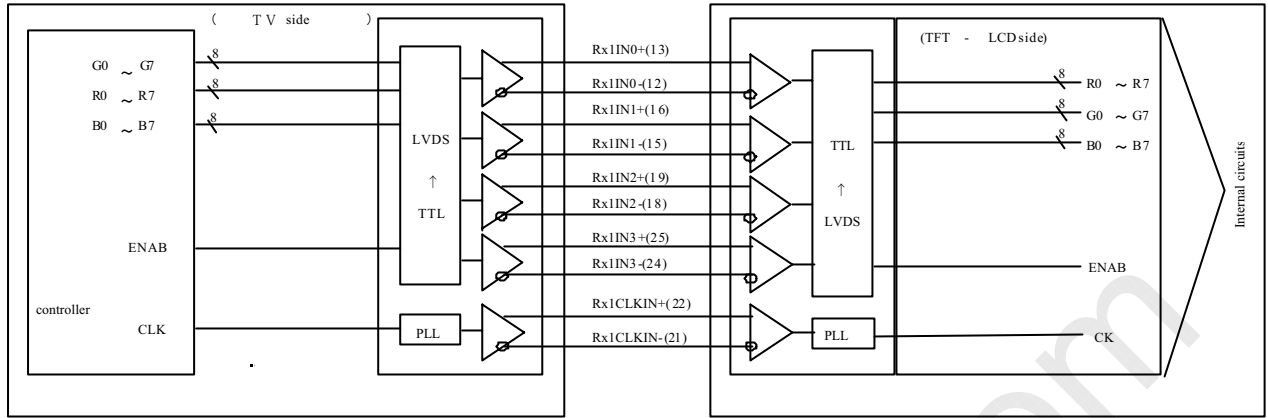 ( TV side )
G0 ~ G7
8
R0 ~ R7
8
B0 ~ B7
8
ENAB
controller
CLK
LVDS
↑
TTL
PLL
Rx1IN0+(13)
Rx1IN0-(12)
Rx1IN1+(16)
Rx1IN1-(15)
Rx1IN2+(19)
Rx1IN2-(18)
Rx1IN3+(25)
Rx1IN3-(24)
Rx1CLKIN+(22)
Rx1CLKIN-(21)
TTL
↑
LVDS
PLL
(TFT - LCD side)
8
R0 ~ R7
8
G0 ~ G7
8
B0 ~ B7
ENAB
CK
Internal circuits
om